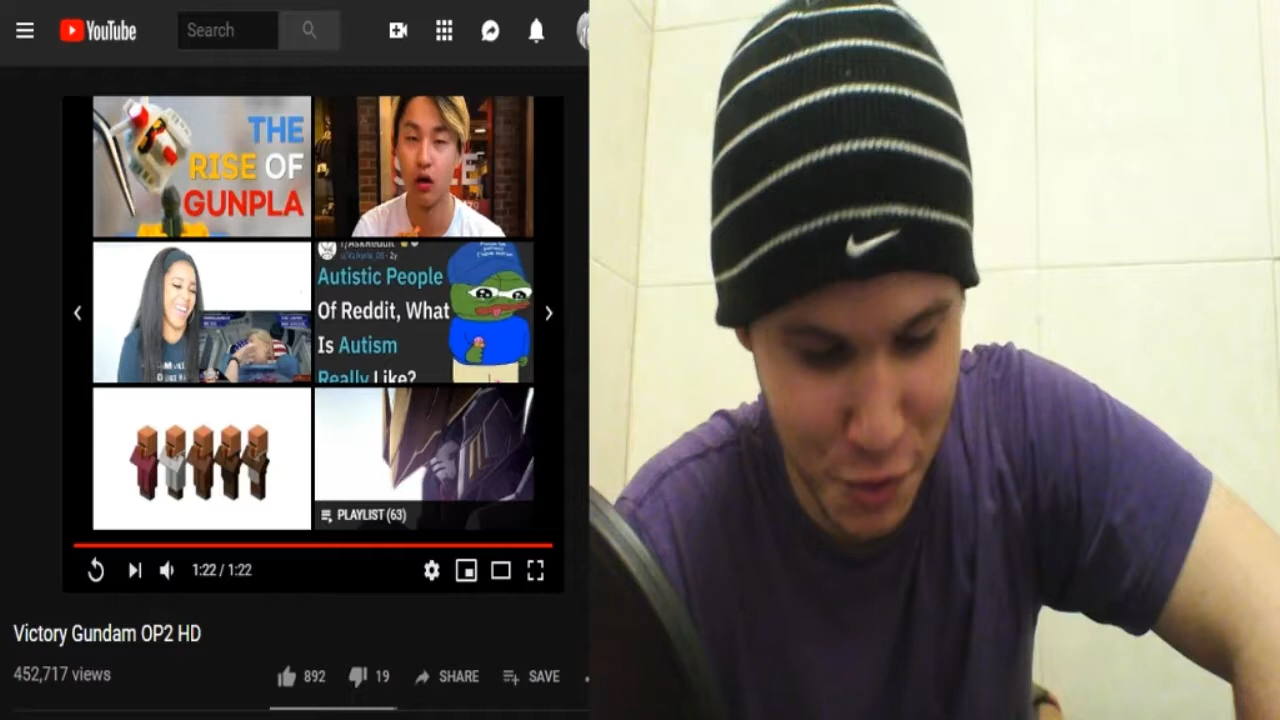 YouTube
Search
THE
RISE OF
GUNPLA
r/AskReddit
Autistic People
Of Reddit, What
Is Autism
Really Like?
PLAYLIST (63)
1:22 / 1:22
Victory Gundam OP2 HD
452,717 views
892
19
SHARE
SAVE